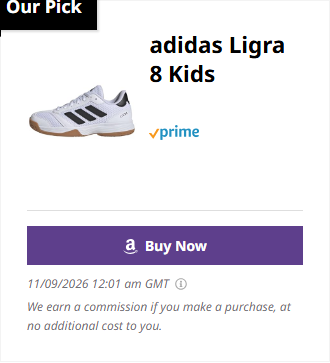 Our Pick
adidas Ligra
8 Kids
prime
Buy Now
11/09/2026 12:01 am GMT
We earn a commission if you make a purchase, at
no additional cost to you.